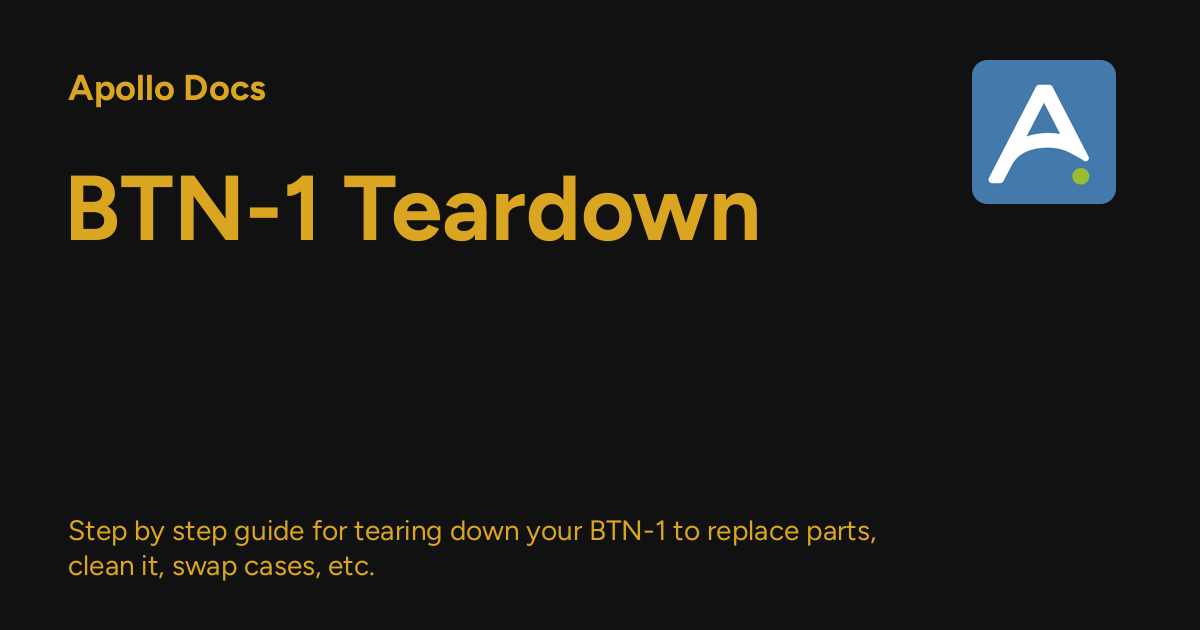 Apollo Docs
BTN-1 Teardown
Step by step guide for tearing down your BTN-1 to replace parts,
clean it, swap cases, etc.